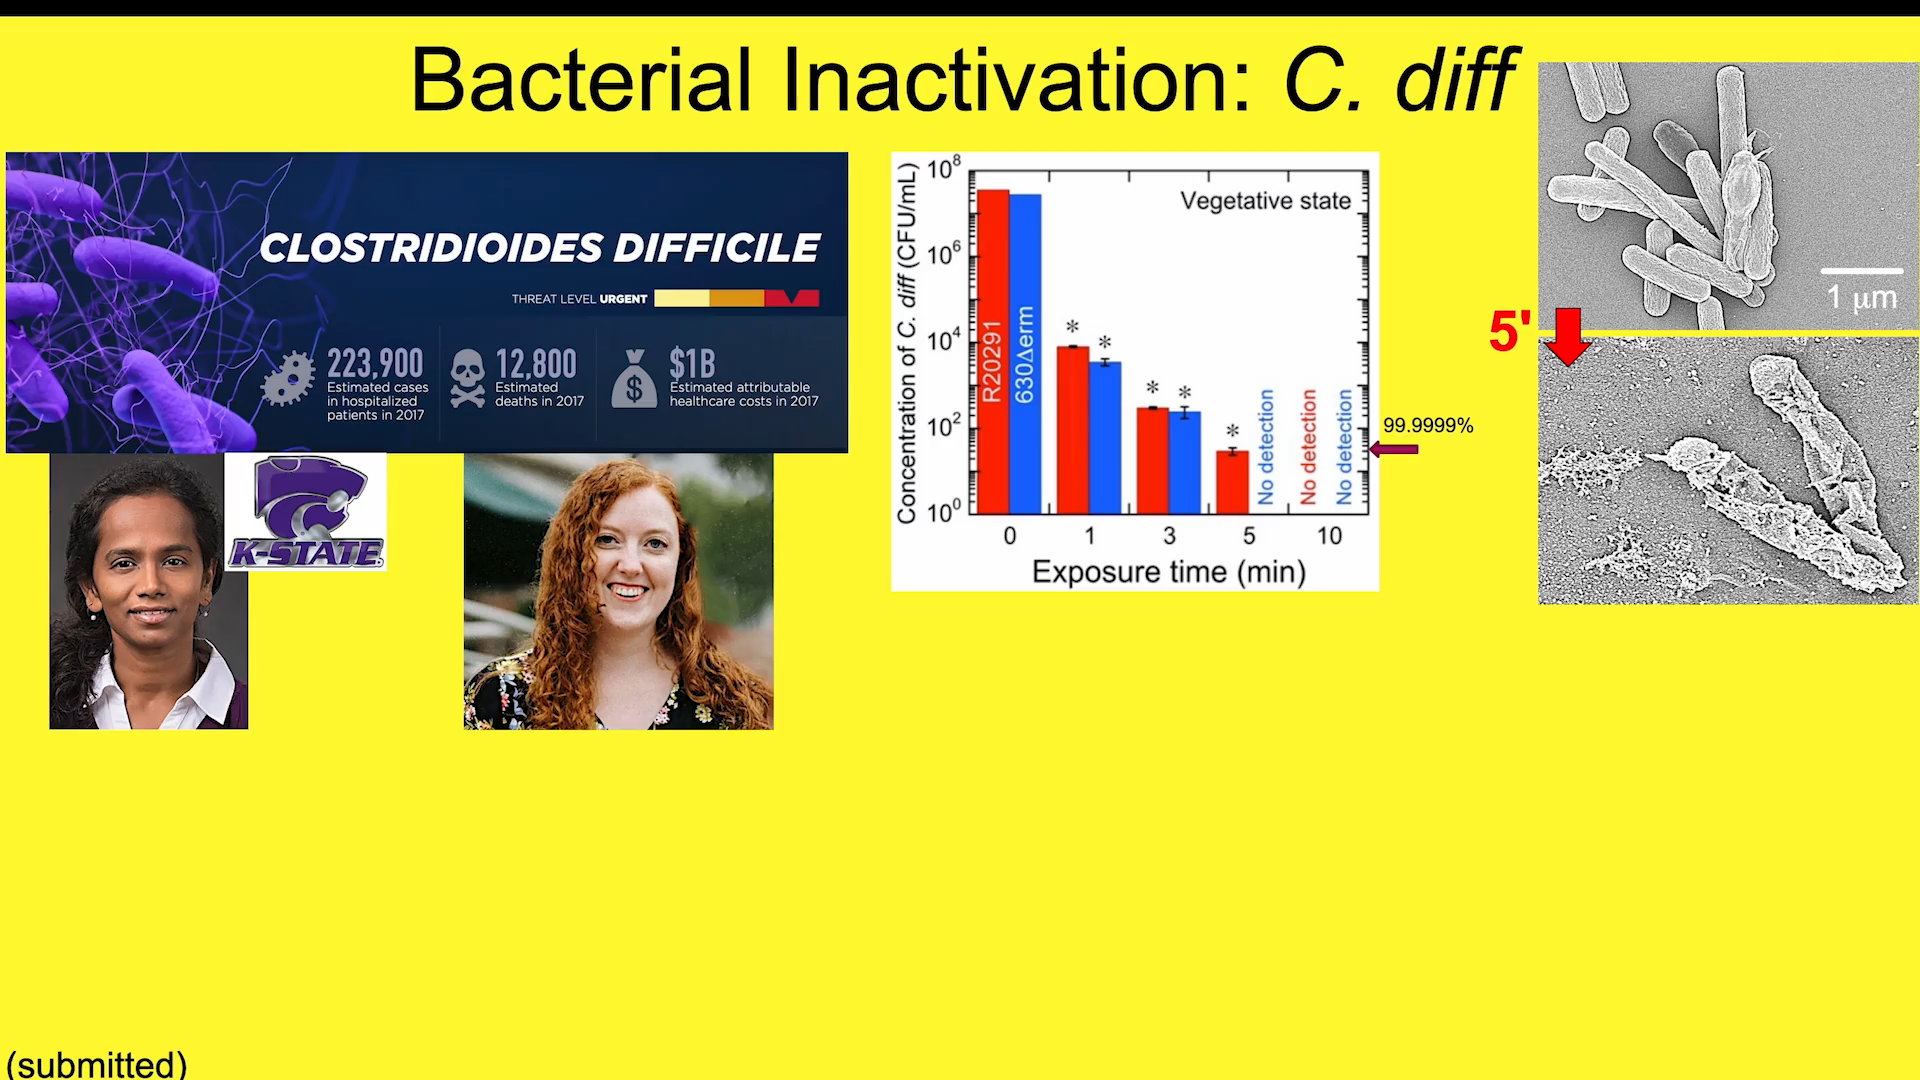 Bacterial Inactivation: C. diff
CLOSTRIDIOIDES DIFFICILE
THREAT LEVEL URGENT
223,900
Estimated cases
in hospitalized
patients in 2017
12,800
Estimated
deaths in 2017
$
$1B
Estimated attributable
healthcare costs in 2017
K-STATE
Concentration of C. diff (CFU/mL)
10⁸
10⁶
10⁴
10²
10⁰
Vegetative state
R20291
630Δerm
*
*
*
*
*
No detection
No detection
No detection
0 1 3 5 10
Exposure time (min)
99.9999%
1 μm
5'
(submitted)